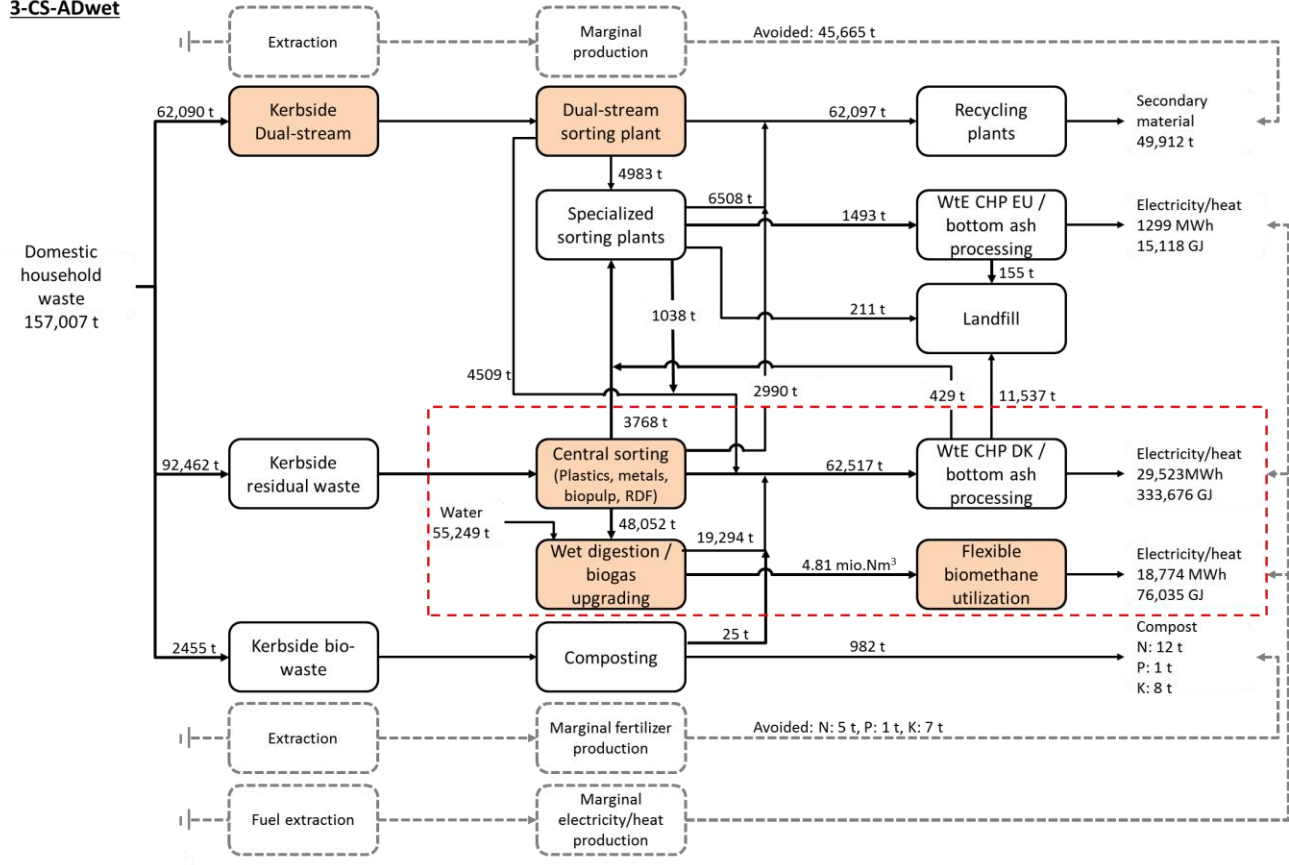 3-CS-ADwet
Extraction
Marginal
production
Avoided: 45,665 t
62,090 t
Kerbside
Dual-stream
Dual-stream
sorting plant
62,097 t
Recycling
plants
Secondary
material
49,912 t
4983 t
Specialized
sorting plants
6508 t
1493 t
WtE CHP EU /
bottom ash
processing
Electricity/heat
1299 MWh
15,118 GJ
Domestic
household
waste
157,007 t
155 t
1038 t
211 t
Landfill
4509 t
2990 t
429 t
11,537 t
3768 t
92,462 t
Kerbside
residual waste
Central sorting
(Plastics, metals,
biopulp, RDF)
62,517 t
WtE CHP DK /
bottom ash
processing
Electricity/heat
29,523MWh
333,676 GJ
Water
55,249 t
48,052 t
19,294 t
Wet digestion /
biogas
upgrading
4.81 mio.Nm³
Flexible
biomethane
utilization
Electricity/heat
18,774 MWh
76,035 GJ
2455 t
Kerbside bio-
waste
Composting
25 t
982 t
Compost
N: 12 t
P: 1 t
K: 8 t
Extraction
Marginal fertilizer
production
Avoided: N: 5 t, P: 1 t, K: 7 t
Fuel extraction
Marginal
electricity/heat
production